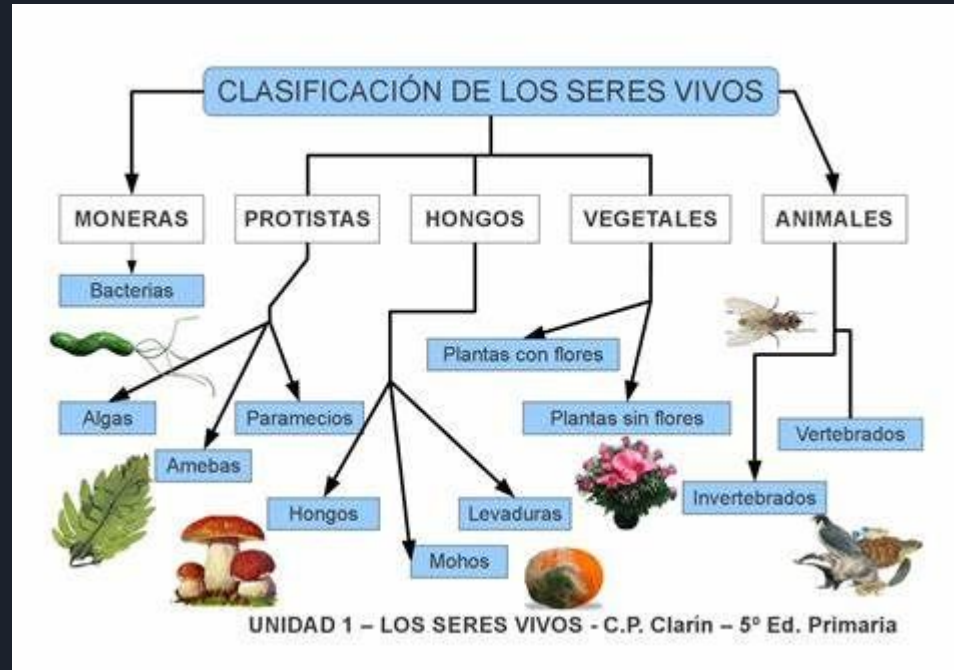 CLASIFICACIÓN DE LOS SERES VIVOS
MONERAS
PROTISTAS
HONGOS
VEGETALES
ANIMALES
Bacterias
Plantas con flores
Algas
Paramecios
Plantas sin flores
Vertebrados
Amebas
Invertebrados
Hongos
Levaduras
Mohos
UNIDAD 1 – LOS SERES VIVOS - C.P. Clarín – 5º Ed. Primaria